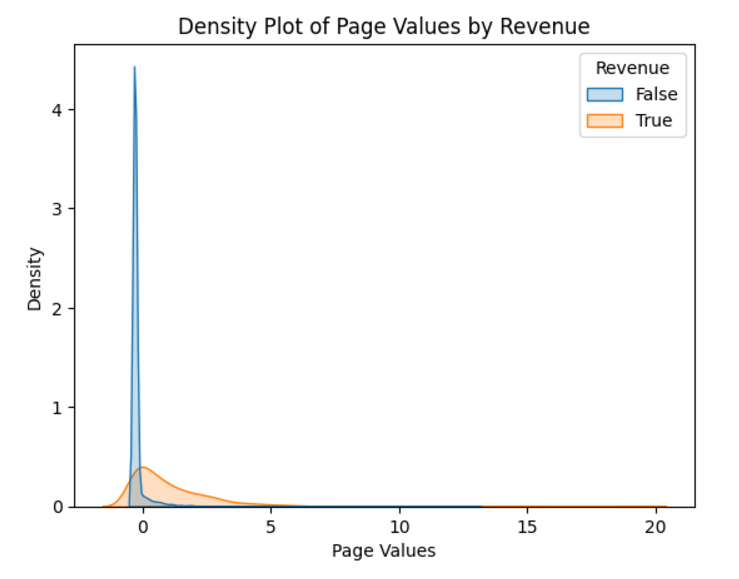 Density Plot of Page Values by Revenue
Revenue
False
True
4
3
2
1
0
Density
0 5 10 15 20
Page Values